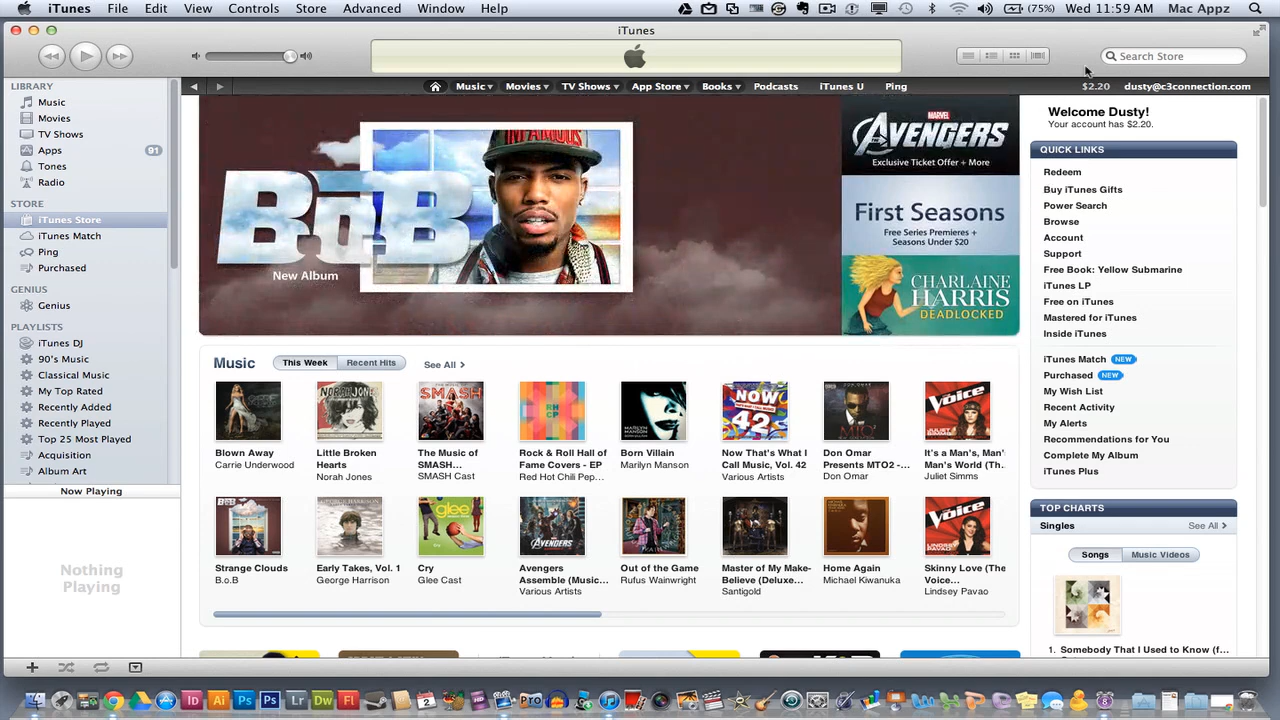 iTunes File Edit View Controls Store Advanced Window Help (75%) Wed 11:59 AM Mac Appz
iTunes
Search Store
Music Movies TV Shows App Store Books Podcasts iTunes U Ping $2.20 dusty@c3connection.com
LIBRARY
Music
Movies
TV Shows
Apps 91
Tones
Radio
STORE
iTunes Store
iTunes Match
Ping
Purchased
GENIUS
Genius
PLAYLISTS
iTunes DJ
90's Music
Classical Music
My Top Rated
Recently Added
Recently Played
Top 25 Most Played
Acquisition
Album Art
Now Playing
Nothing
Playing
INFAMOUS
BoB
New Album
MARVEL
AVENGERS
Exclusive Ticket Offer + More
First Seasons
Free Series Premieres +
Seasons Under $20
CHARLAINE
HARRIS
DEADLOCKED
Music This Week Recent Hits See All
Blown Away
Carrie Underwood
Little Broken
Hearts
Norah Jones
The Music of
SMASH...
SMASH Cast
Rock & Roll Hall of
Fame Covers - EP
Red Hot Chili Pep...
Born Villain
Marilyn Manson
Now That's What I
Call Music, Vol. 42
Various Artists
Don Omar
Presents MTO2 -...
Don Omar
It's a Man's, Man'
Man's World (Th..
Juliet Simms
Strange Clouds
B.o.B
Early Takes, Vol. 1
George Harrison
Cry
Glee Cast
Avengers
Assemble (Music...
Various Artists
Out of the Game
Rufus Wainwright
Master of My Make-
Believe (Deluxe...
Santigold
Home Again
Michael Kiwanuka
Skinny Love (The
Voice...
Lindsey Pavao
Welcome Dusty!
Your account has $2.20.
QUICK LINKS
Redeem
Buy iTunes Gifts
Power Search
Browse
Account
Support
Free Book: Yellow Submarine
iTunes LP
Free on iTunes
Mastered for iTunes
Inside iTunes
iTunes Match NEW
Purchased NEW
My Wish List
Recent Activity
My Alerts
Recommendations for You
Complete My Album
iTunes Plus
TOP CHARTS
Singles See All
Songs Music Videos
1. Somebody That I Used to Know (f...
Id Ai Ps Ps Lr Dw Fl